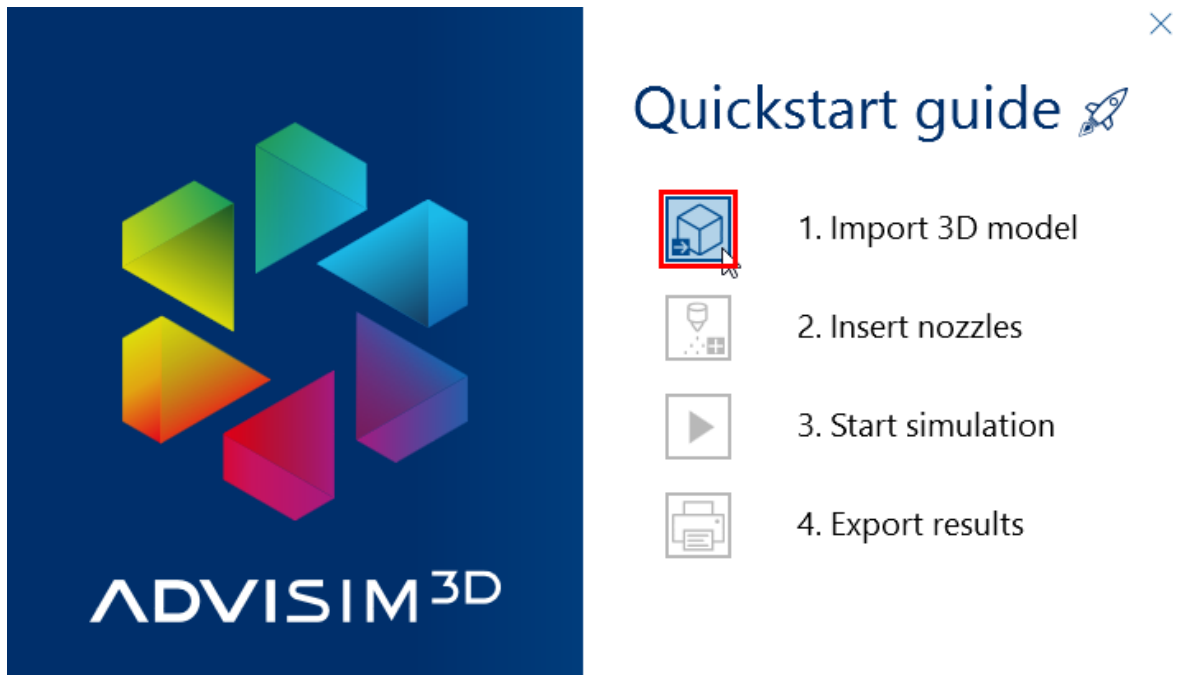 Quickstart guide
1. Import 3D model
2. Insert nozzles
3. Start simulation
4. Export results
ADVISIM3D